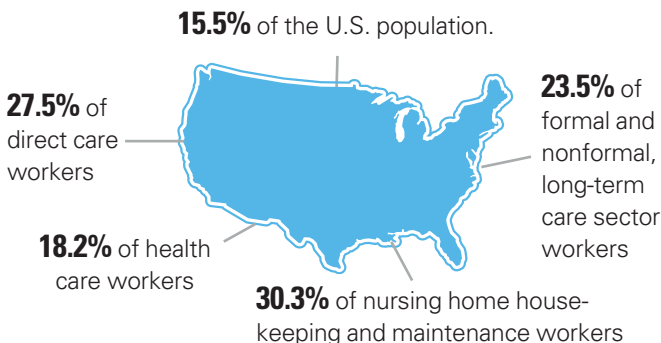 15.5% of the U.S. population.
27.5% of
direct care
workers
23.5% of
formal and
nonformal,
long-term
care sector
workers
18.2% of health
care workers
30.3% of nursing home house-
keeping and maintenance workers